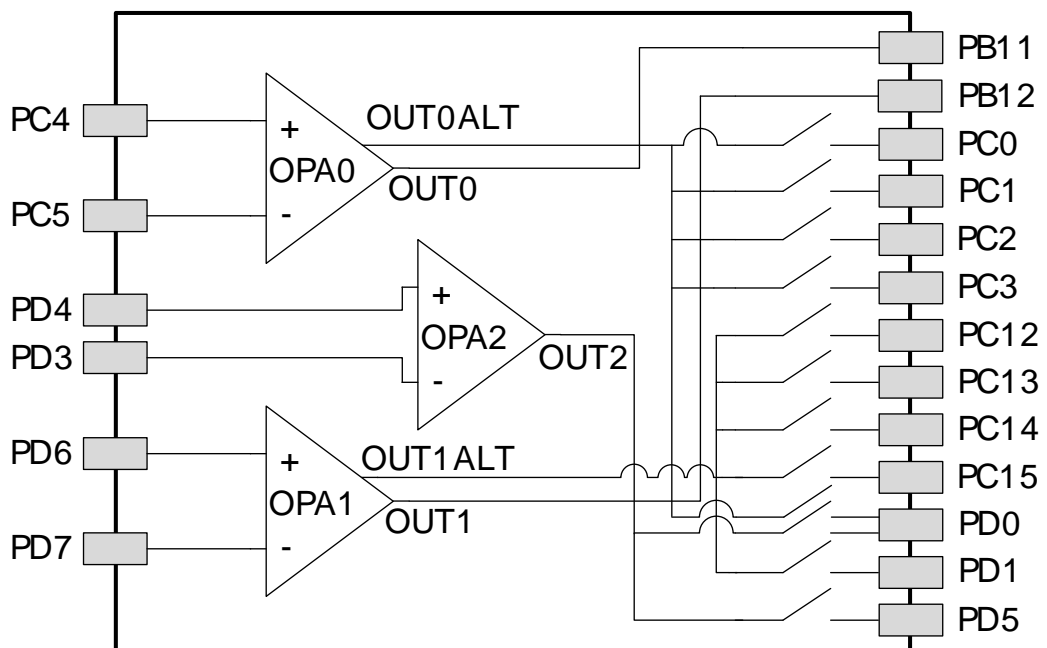 PC4
PC5
PD4
PD3
PD6
PD7
+
OPA0
-
OUT0ALT
OUT0
+
OPA2
-
OUT2
+
OPA1
-
OUT1ALT
OUT1
PB11
PB12
PC0
PC1
PC2
PC3
PC12
PC13
PC14
PC15
PD0
PD1
PD5